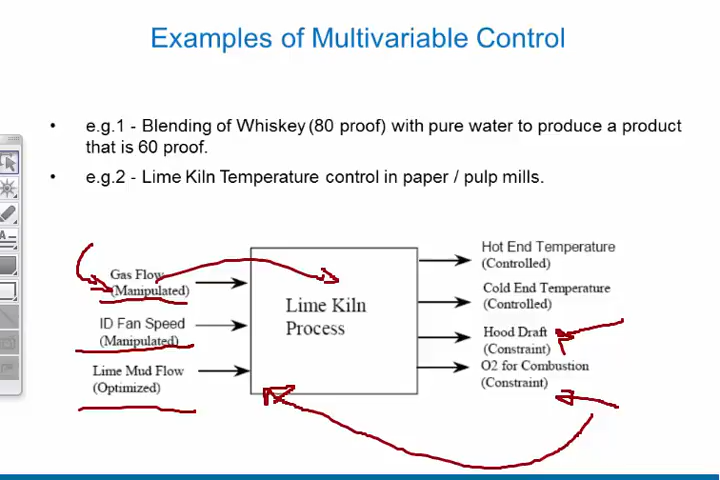 Examples of Multivariable Control
• e.g.1 - Blending of Whiskey (80 proof) with pure water to produce a product
that is 60 proof.
• e.g.2 - Lime Kiln Temperature control in paper / pulp mills.
Gas Flow
(Manipulated)
ID Fan Speed
(Manipulated)
Lime Mud Flow
(Optimized)
Lime Kiln
Process
Hot End Temperature
(Controlled)
Cold End Temperature
(Controlled)
Hood Draft
(Constraint)
O2 for Combustion
(Constraint)
A